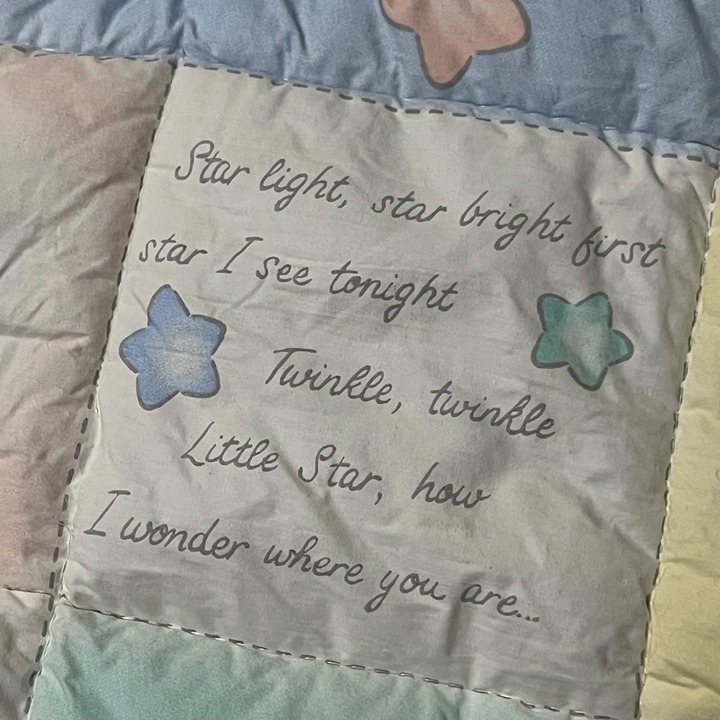 Star light, star bright first
star I see tonight
Twinkle, twinkle
Little Star, how
I wonder where you are...